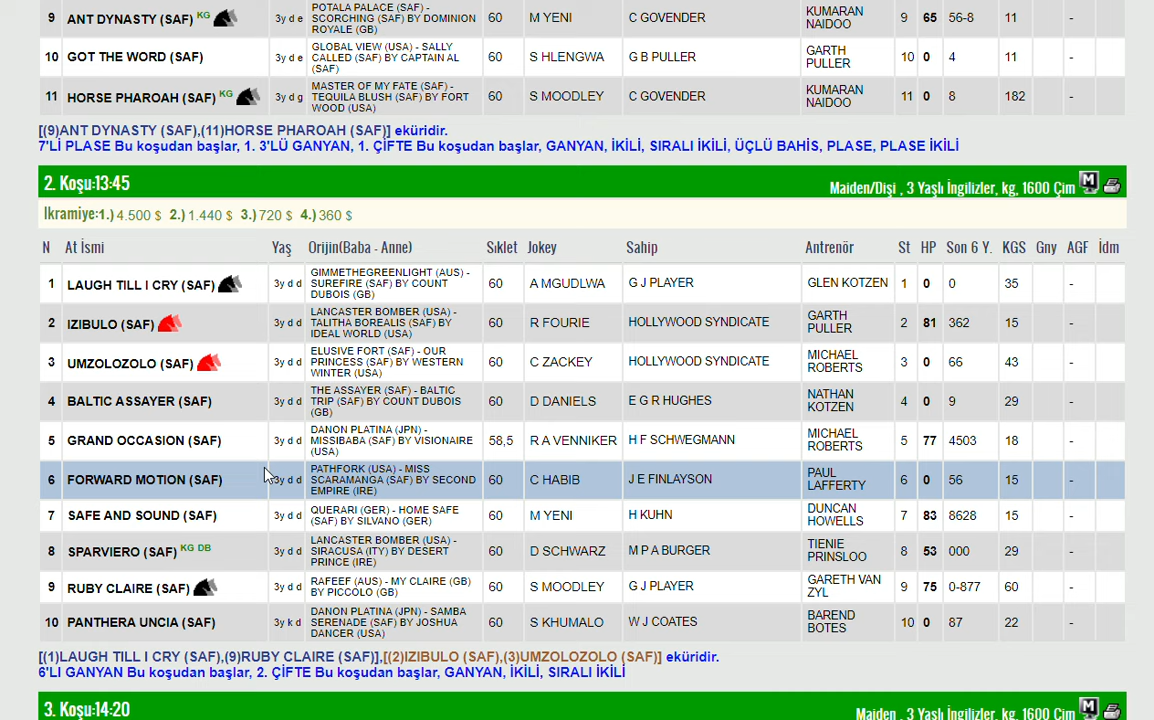 9 ANT DYNASTY (SAF) KG 3y d e POTALA PALACE (SAF) - SCORCHING (SAF) BY DOMINION ROYALE (GB) 60 M YENI C GOVENDER KUMARAN NAIDOO 9 65 56-8 11 -
10 GOT THE WORD (SAF) 3y d e GLOBAL VIEW (USA) - SALLY CALLED (SAF) BY CAPTAIN AL (SAF) 60 S HLENGWA G B PULLER GARTH PULLER 10 0 4 11 -
11 HORSE PHAROAH (SAF) KG 3y d g MASTER OF MY FATE (SAF) - TEQUILA BLUSH (SAF) BY FORT WOOD (USA) 60 S MOODLEY C GOVENDER KUMARAN NAIDOO 11 0 8 182 -
[(9)ANT DYNASTY (SAF),(11)HORSE PHAROAH (SAF)] eküridir.
7'Lİ PLASE Bu koşudan başlar, 1. 3'LÜ GANYAN, 1. ÇİFTE Bu koşudan başlar, GANYAN, İKİLİ, SIRALI İKİLİ, ÜÇLÜ BAHİS, PLASE, PLASE İKİLİ
2. Koşu:13:45 Maiden/Dişi , 3 Yaşlı İngilizler, kg, 1600 Çim M
İkramiye:1.) 4.500 $ 2.) 1.440 $ 3.) 720 $ 4.) 360 $
N At İsmi Yaş Orijin(Baba - Anne) Sıklet Jokey Sahip Antrenör St HP Son 6 Y. KGS Gny AGF İdm
1 LAUGH TILL I CRY (SAF) 3y d d GIMMETHEGREENLIGHT (AUS) - SUREFIRE (SAF) BY COUNT DUBOIS (GB) 60 A MGUDLWA G J PLAYER GLEN KOTZEN 1 0 0 35 -
2 IZIBULO (SAF) 3y d d LANCASTER BOMBER (USA) - TALITHA BOREALIS (SAF) BY IDEAL WORLD (USA) 60 R FOURIE HOLLYWOOD SYNDICATE GARTH PULLER 2 81 362 15 -
3 UMZOLOZOLO (SAF) 3y d d ELUSIVE FORT (SAF) - OUR PRINCESS (SAF) BY WESTERN WINTER (USA) 60 C ZACKEY HOLLYWOOD SYNDICATE MICHAEL ROBERTS 3 0 66 43 -
4 BALTIC ASSAYER (SAF) 3y d d THE ASSAYER (SAF) - BALTIC TRIP (SAF) BY COUNT DUBOIS (GB) 60 D DANIELS E G R HUGHES NATHAN KOTZEN 4 0 9 29 -
5 GRAND OCCASION (SAF) 3y d d DANON PLATINA (JPN) - MISSIBABA (SAF) BY VISIONAIRE (USA) 58,5 R A VENNIKER H F SCHWEGMANN MICHAEL ROBERTS 5 77 4503 18 -
6 FORWARD MOTION (SAF) 3y d d PATHFORK (USA) - MISS SCARAMANGA (SAF) BY SECOND EMPIRE (IRE) 60 C HABIB J E FINLAYSON PAUL LAFFERTY 6 0 56 15 -
7 SAFE AND SOUND (SAF) 3y d d QUERARI (GER) - HOME SAFE (SAF) BY SILVANO (GER) 60 M YENI H KUHN DUNCAN HOWELLS 7 83 8628 15 -
8 SPARVIERO (SAF) KG DB 3y d d LANCASTER BOMBER (USA) - SIRACUSA (ITY) BY DESERT PRINCE (IRE) 60 D SCHWARZ M P A BURGER TIENIE PRINSLOO 8 53 000 29 -
9 RUBY CLAIRE (SAF) 3y d d RAFEEF (AUS) - MY CLAIRE (GB) BY PICCOLO (GB) 60 S MOODLEY G J PLAYER GARETH VAN ZYL 9 75 0-877 60 -
10 PANTHERA UNCIA (SAF) 3y k d DANON PLATINA (JPN) - SAMBA SERENADE (SAF) BY JOSHUA DANCER (USA) 60 S KHUMALO W J COATES BAREND BOTES 10 0 87 22 -
[(1)LAUGH TILL I CRY (SAF),(9)RUBY CLAIRE (SAF)],[(2)IZIBULO (SAF),(3)UMZOLOZOLO (SAF)] eküridir.
6'LI GANYAN Bu koşudan başlar, 2. ÇİFTE Bu koşudan başlar, GANYAN, İKİLİ, SIRALI İKİLİ
3. Koşu:14:20 Maiden , 3 Yaşlı İngilizler, kg, 1600 Çim M